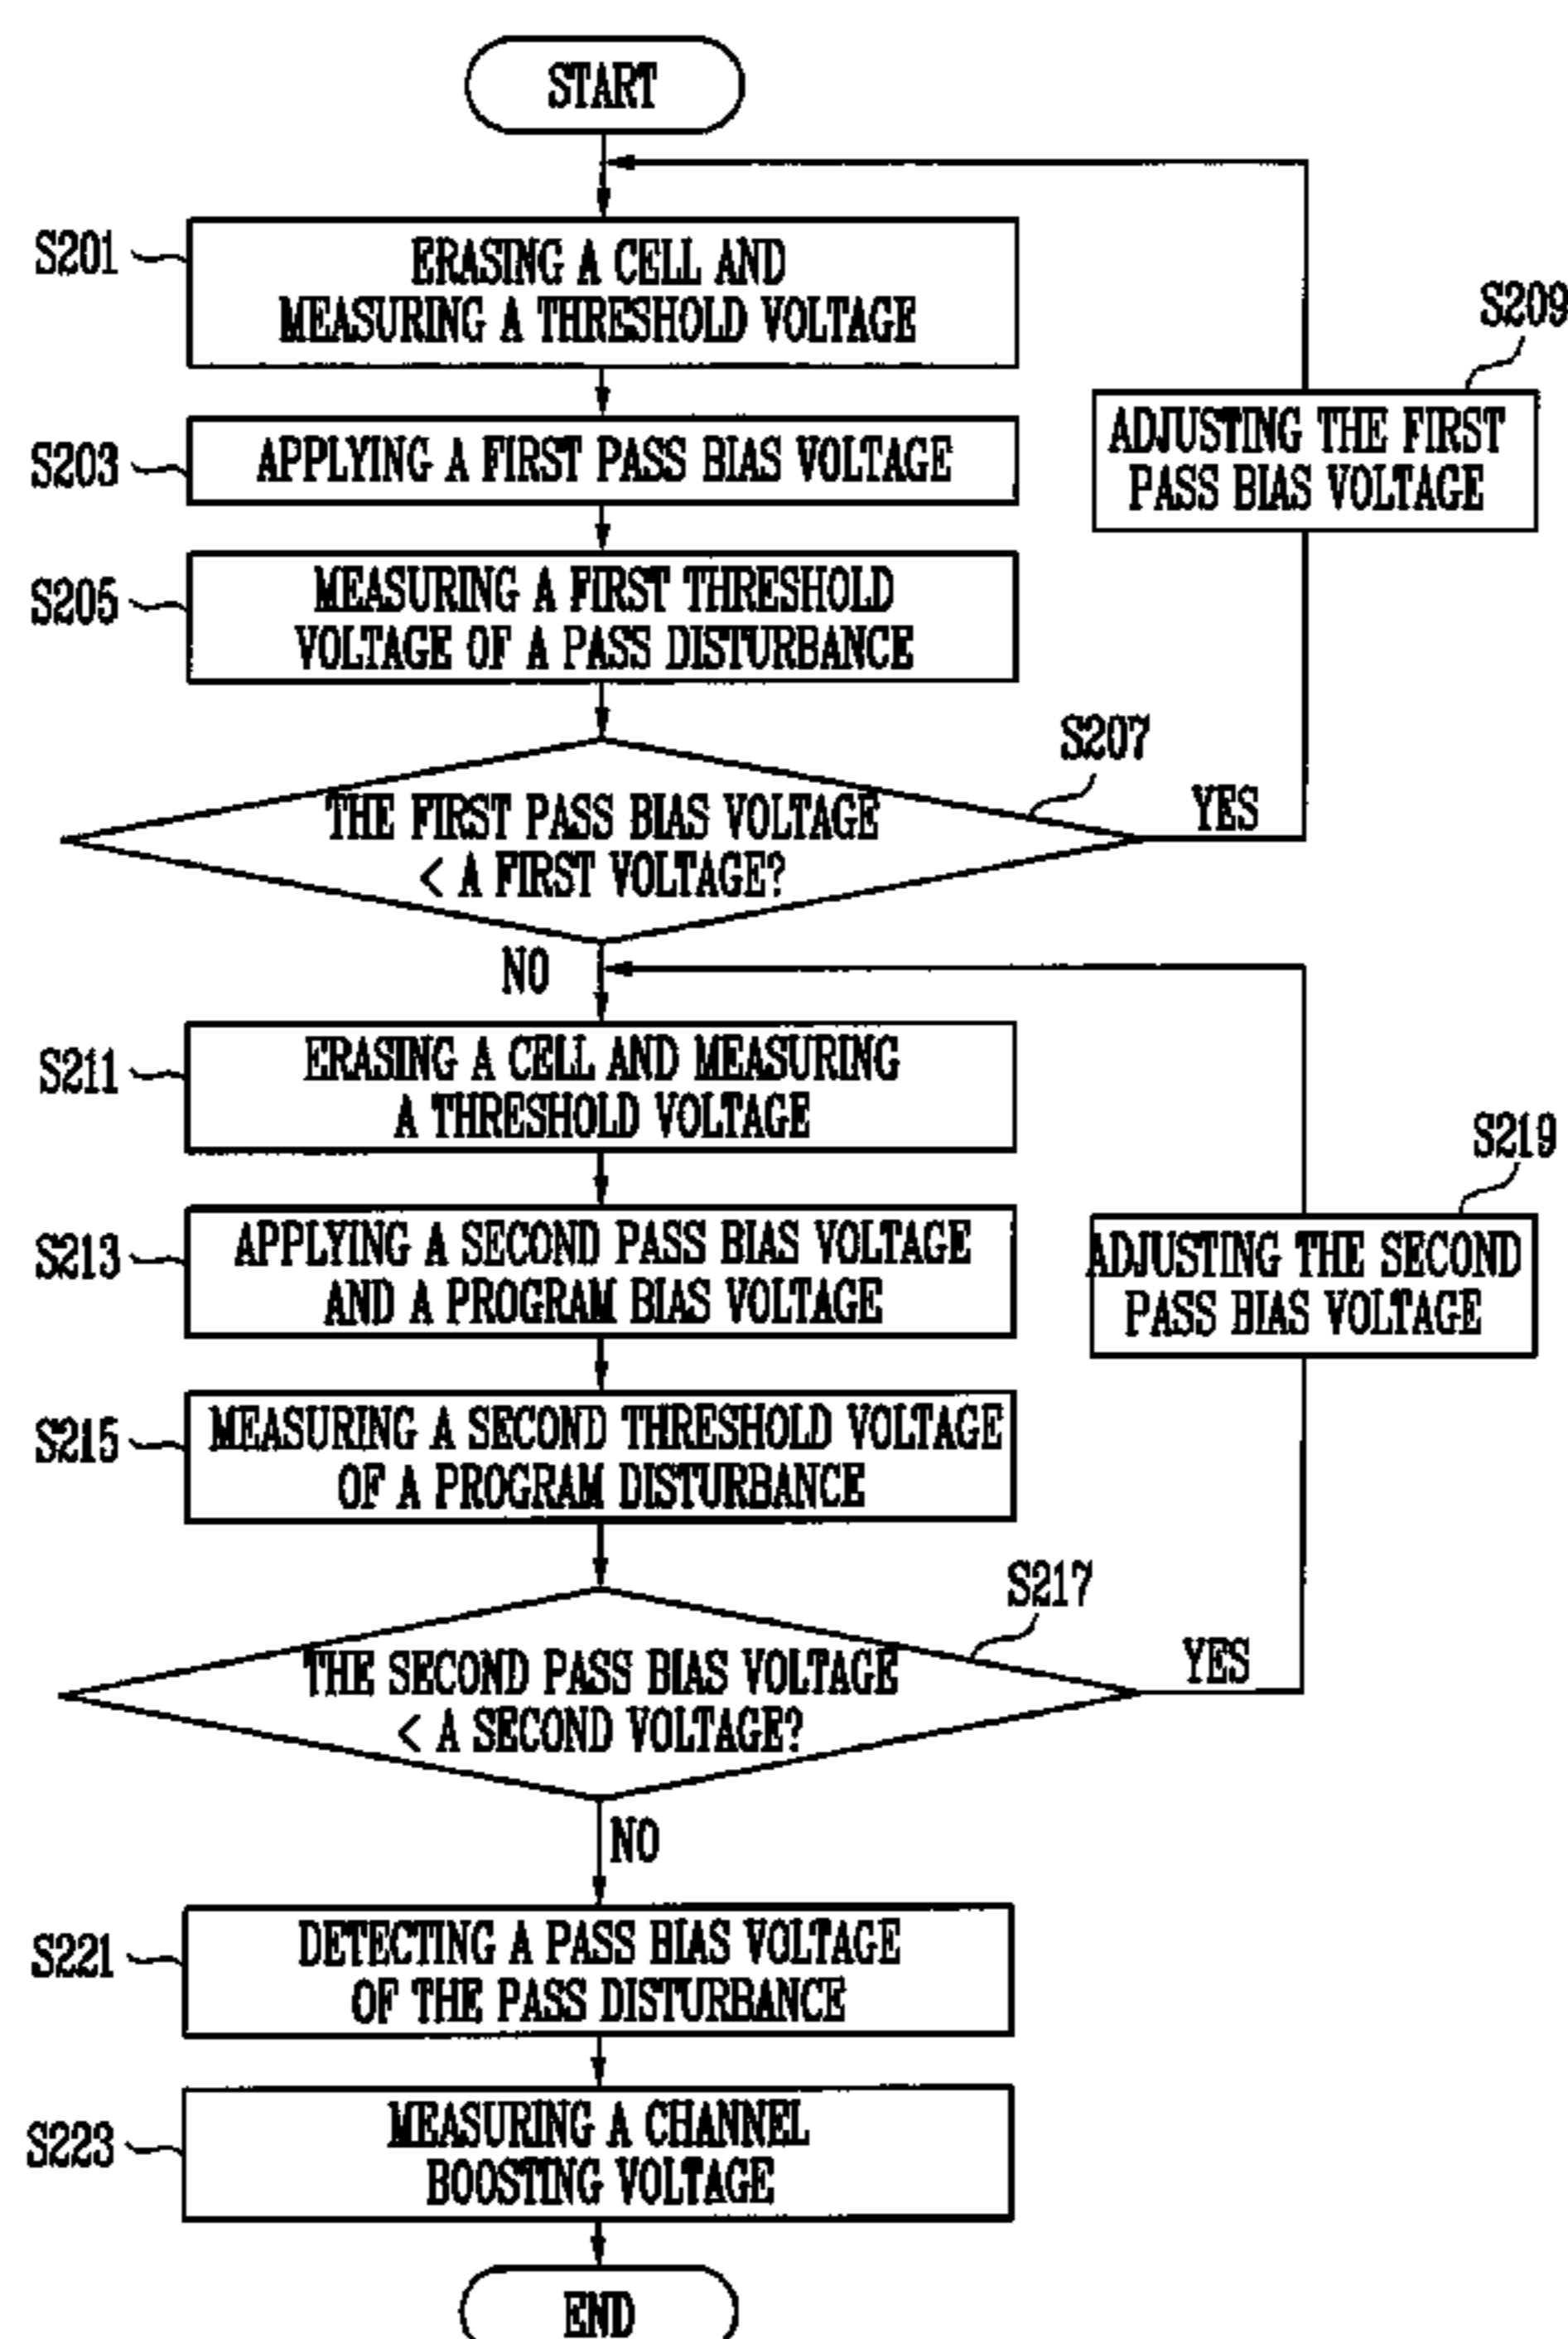 START
S201
ERASING A CELL AND
MEASURING A THRESHOLD VOLTAGE
S209
ADJUSTING THE FIRST
PASS BIAS VOLTAGE
S203
APPLYING A FIRST PASS BIAS VOLTAGE
S205
MEASURING A FIRST THRESHOLD
VOLTAGE OF A PASS DISTURBANCE
S207
THE FIRST PASS BIAS VOLTAGE
< A FIRST VOLTAGE?
YES
NO
S211
ERASING A CELL AND MEASURING
A THRESHOLD VOLTAGE
S219
ADJUSTING THE SECOND
PASS BIAS VOLTAGE
S213
APPLYING A SECOND PASS BIAS VOLTAGE
AND A PROGRAM BIAS VOLTAGE
S215
MEASURING A SECOND THRESHOLD VOLTAGE
OF A PROGRAM DISTURBANCE
S217
THE SECOND PASS BIAS VOLTAGE
< A SECOND VOLTAGE?
YES
NO
S221
DETECTING A PASS BIAS VOLTAGE
OF THE PASS DISTURBANCE
S223
MEASURING A CHANNEL
BOOSTING VOLTAGE
END